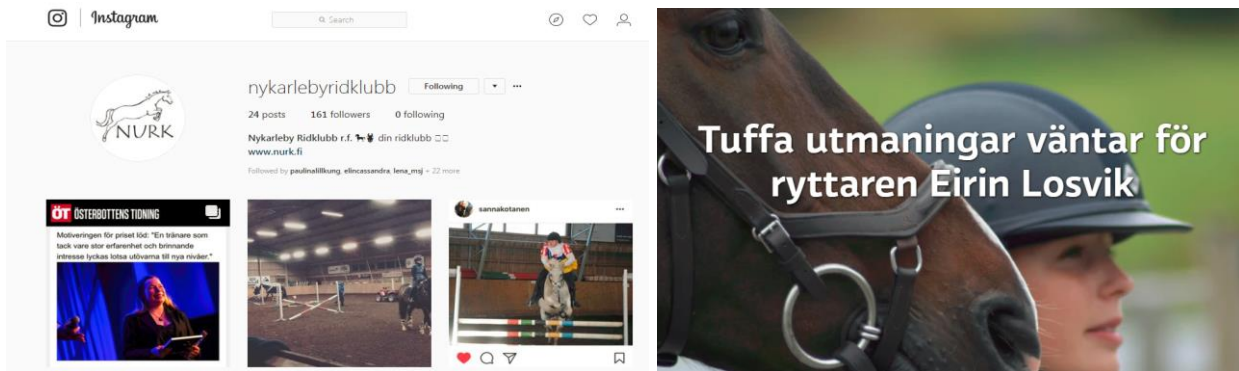 Instagram
Search
NURK
nykarlebyridklubb Following
24 posts 161 followers 0 following
Nykarleby Ridklubb r.f. 🐎🐰 din ridklubb □□
www.nurk.fi
Followed by paulinalillkung, elincassandra, lena_msj + 22 more
ÖT ÖSTERBOTTENS TIDNING
Motiveringen för priset löd: "En tränare som
tack vare stor erfarenhet och brinnande
intresse lyckas lotsa utövarna till nya nivåer."
sannakotanen
Tuffa utmaningar väntar för
ryttaren Eirin Losvik